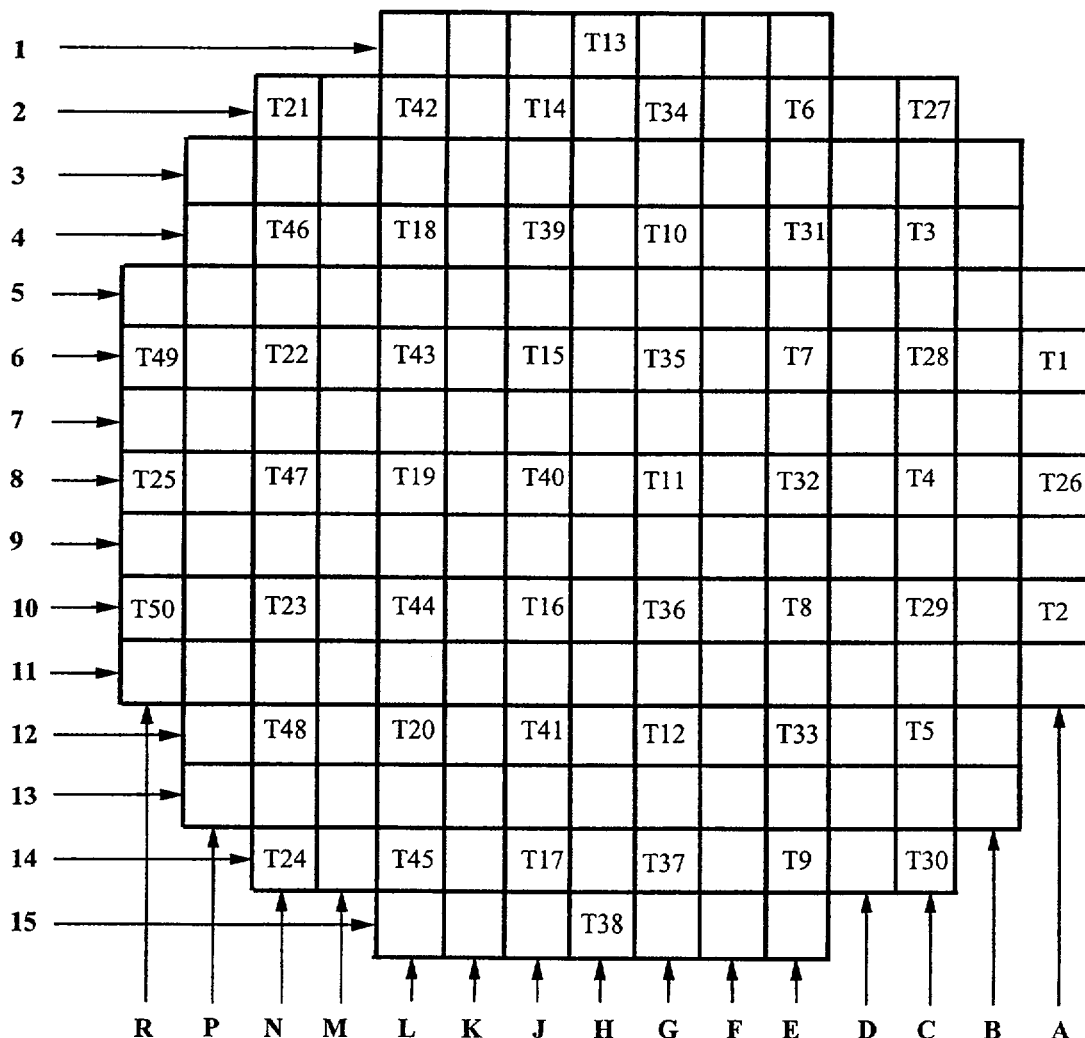 1 T13
2 T21 T42 T14 T34 T6 T27
3
4 T46 T18 T39 T10 T31 T3
5
6 T49 T22 T43 T15 T35 T7 T28 T1
7
8 T25 T47 T19 T40 T11 T32 T4 T26
9
10 T50 T23 T44 T16 T36 T8 T29 T2
11
12 T48 T20 T41 T12 T33 T5
13
14 T24 T45 T17 T37 T9 T30
15 T38
R P N M L K J H G F E D C B A